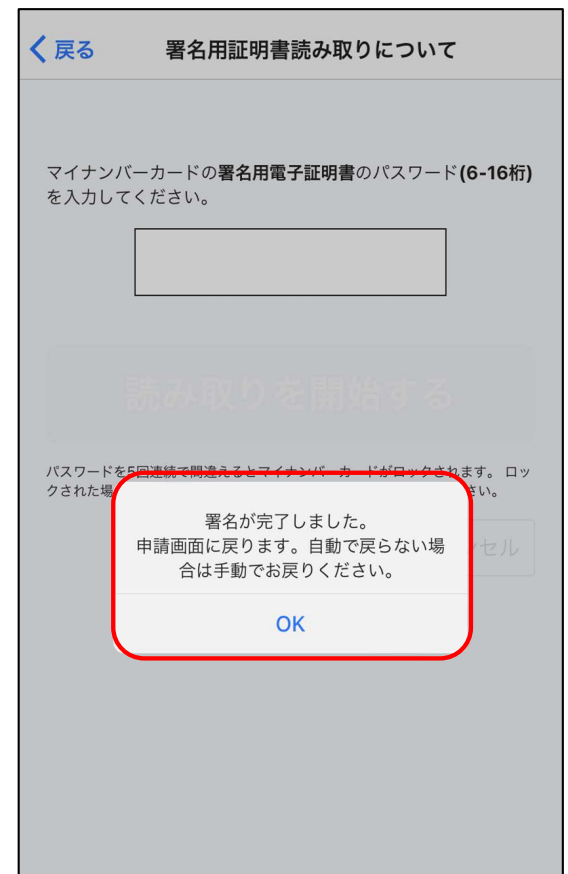 戻る
署名用証明書読み取りについて
マイナンバーカードの署名用電子証明書のパスワード(6-16桁)
を入力してください。
読み取りを開始する
パスワードを5回連続で間違えるとマイナンバーカードがロックされます。 ロッ
クされた場
さい。
署名が完了しました。
申請画面に戻ります。自動で戻らない場
合は手動でお戻りください。
セル
OK